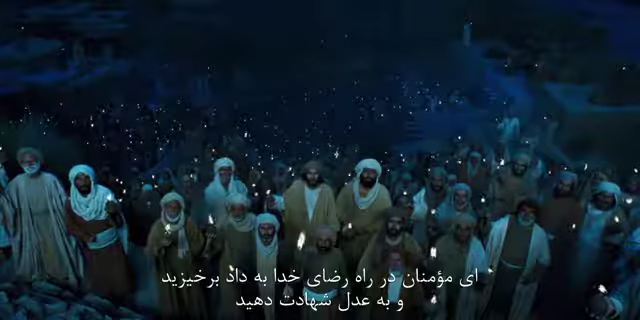 ای مؤمنان در راه رضای خدا به داد برخیزید
و به عدل شهادت دهید